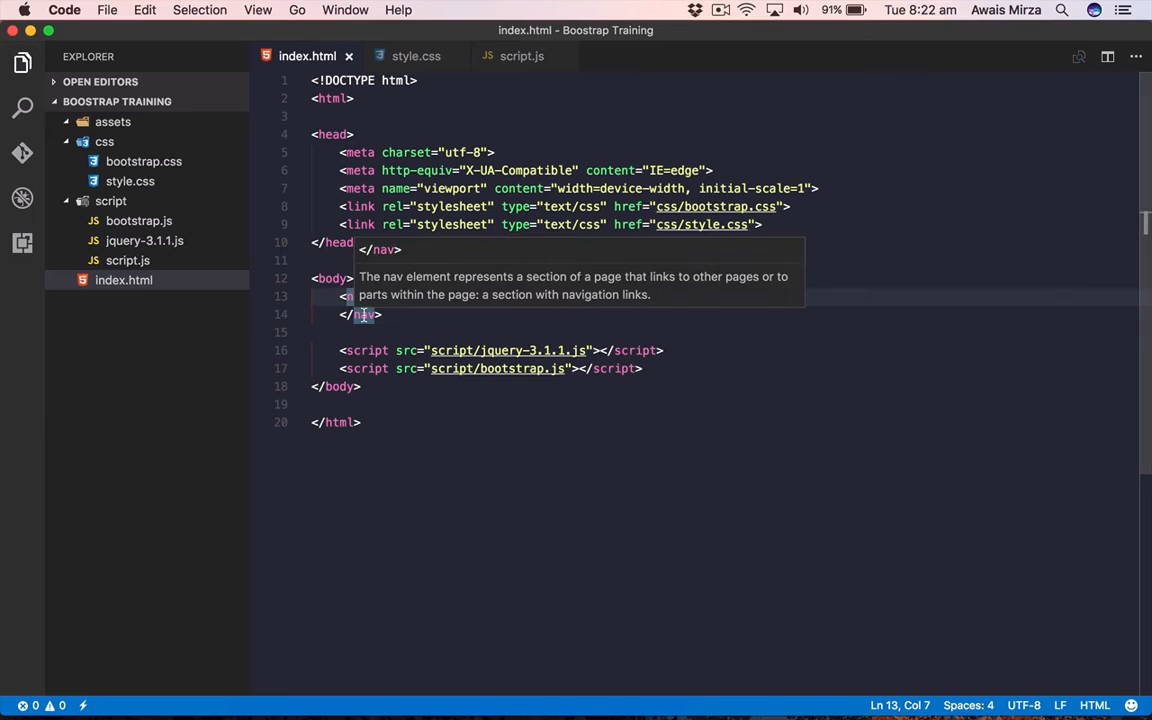 Code File Edit Selection View Go Window Help 91% Tue 8:22 am Awais Mirza
index.html - Boostrap Training
EXPLORER
OPEN EDITORS
BOOSTRAP TRAINING
assets
css
bootstrap.css
style.css
script
bootstrap.js
jquery-3.1.1.js
script.js
index.html
index.html style.css script.js
1 <!DOCTYPE html>
2 <html>
3
4 <head>
5 <meta charset="utf-8">
6 <meta http-equiv="X-UA-Compatible" content="IE=edge">
7 <meta name="viewport" content="width=device-width, initial-scale=1">
8 <link rel="stylesheet" type="text/css" href="css/bootstrap.css">
9 <link rel="stylesheet" type="text/css" href="css/style.css">
10 </head
11
12 <body>
13 <n
14 </nav>
15
16 <script src="script/jquery-3.1.1.js"></script>
17 <script src="script/bootstrap.js"></script>
18 </body>
19
20 </html>
</nav>
The nav element represents a section of a page that links to other pages or to
parts within the page: a section with navigation links.
0 0 Ln 13, Col 7 Spaces: 4 UTF-8 LF HTML